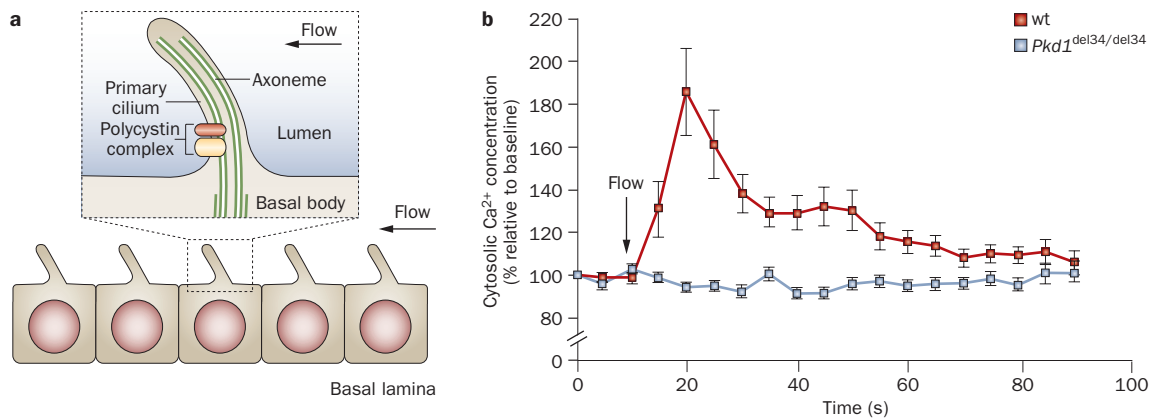 a
Flow
Axoneme
Primary
cilium
Polycystin
complex
Lumen
Basal body
Flow
Basal lamina
b
wt
Pkd1del34/del34
Cytosolic Ca2+ concentration
(% relative to baseline)
220
200
180
160
140
120
100
80
0
Flow
0
20
40
60
80
100
Time (s)